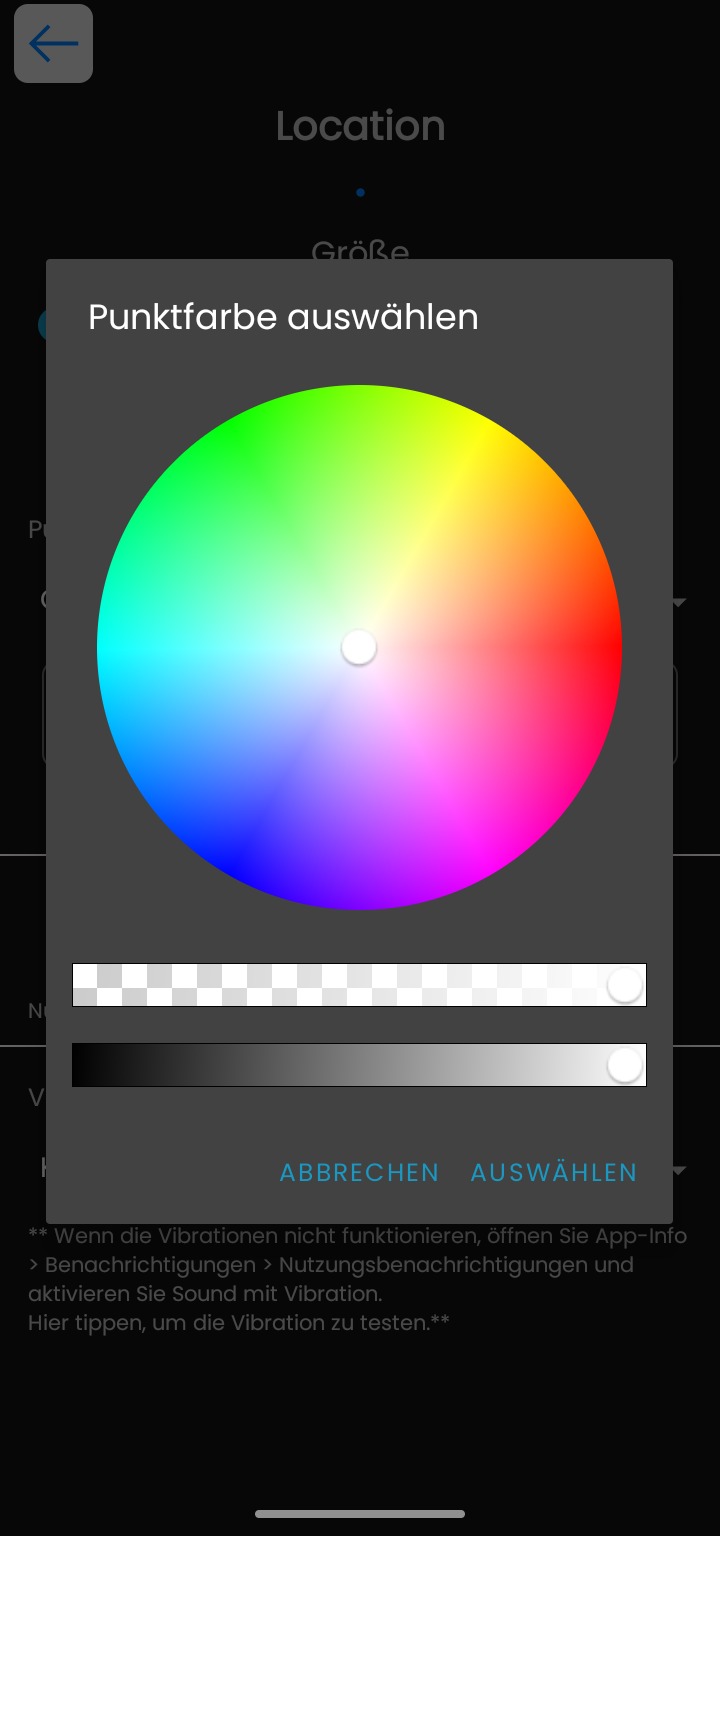 Location
Größe
Punktfarbe auswählen
ABBRECHEN AUSWÄHLEN
** Wenn die Vibrationen nicht funktionieren, öffnen Sie App-Info
> Benachrichtigungen > Nutzungsbenachrichtigungen und
aktivieren Sie Sound mit Vibration.
Hier tippen, um die Vibration zu testen.**